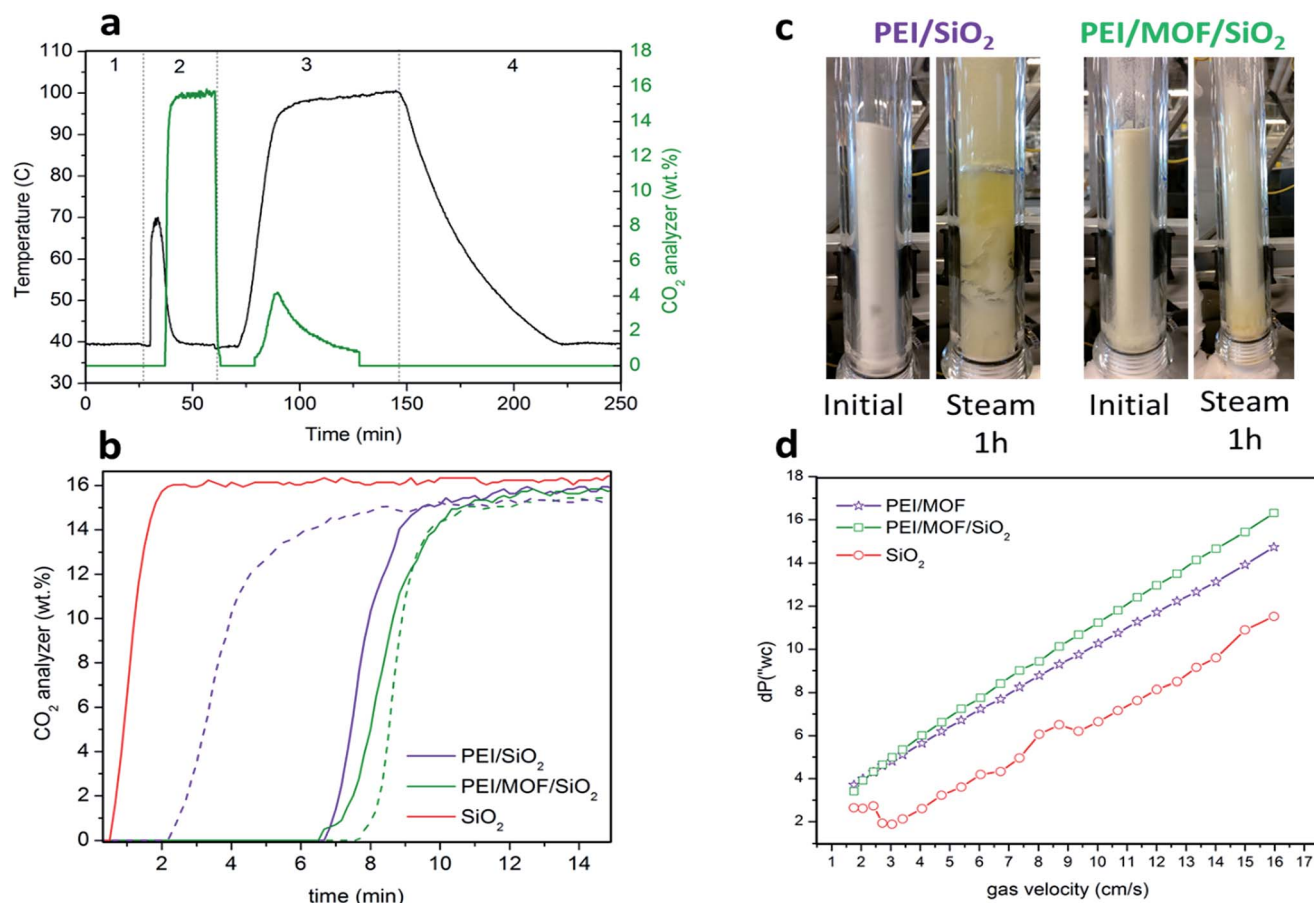 a
1 2 3 4
110
100
90
80
70
60
50
40
30
Temperature (C)
18
16
14
12
10
8
6
4
2
0
CO₂ analyzer (wt.%)
0 50 100 150 200 250
Time (min)
b
16
14
12
10
8
6
4
2
0
CO₂ analyzer (wt.%)
PEI/SiO₂
PEI/MOF/SiO₂
SiO₂
2 4 6 8 10 12 14
time (min)
c
PEI/SiO₂ PEI/MOF/SiO₂
Initial Steam Initial Steam
1h 1h
d
18
16
14
12
10
8
6
4
2
dP("wc)
PEI/MOF
PEI/MOF/SiO₂
SiO₂
1 2 3 4 5 6 7 8 9 10 11 12 13 14 15 16 17
gas velocity (cm/s)